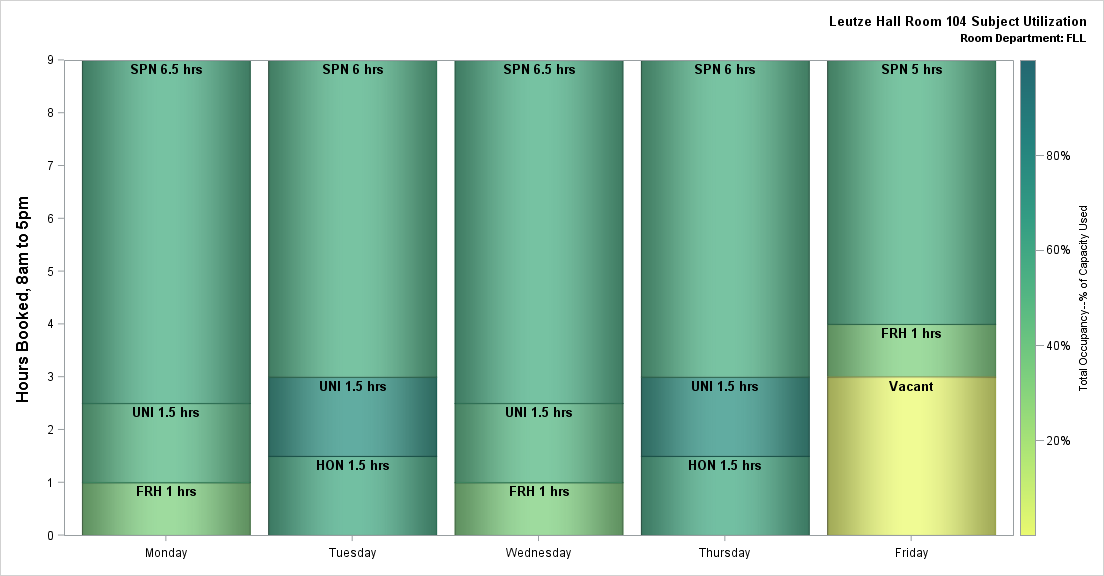 Leutze Hall Room 104 Subject Utilization
Room Department: FLL
Hours Booked, 8am to 5pm
9
8
7
6
5
4
3
2
1
0
SPN 6.5 hrs
UNI 1.5 hrs
FRH 1 hrs
Monday
SPN 6 hrs
UNI 1.5 hrs
HON 1.5 hrs
Tuesday
SPN 6.5 hrs
UNI 1.5 hrs
FRH 1 hrs
Wednesday
SPN 6 hrs
UNI 1.5 hrs
HON 1.5 hrs
Thursday
SPN 5 hrs
FRH 1 hrs
Vacant
Friday
80%
60%
40%
20%
Total Occupancy--% of Capacity Used